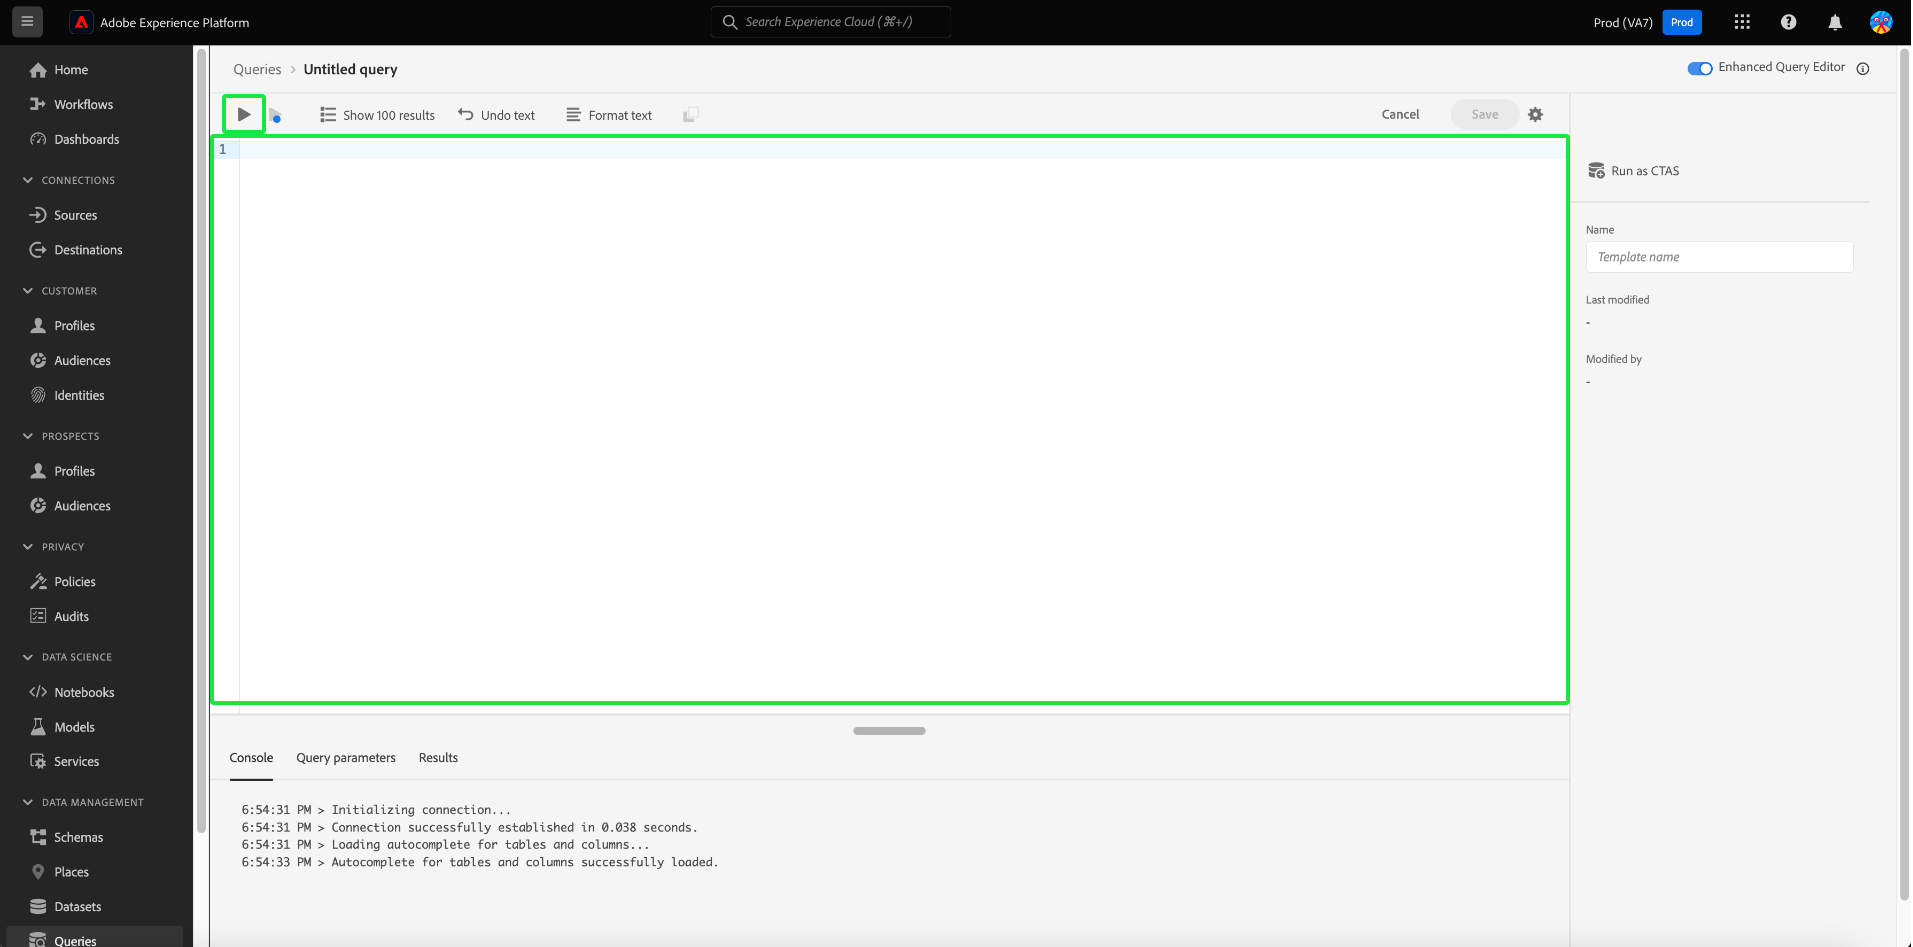 Adobe Experience Platform
Search Experience Cloud (⌘+/)
Prod (VA7)
Prod
Home
Workflows
Dashboards
CONNECTIONS
Sources
Destinations
CUSTOMER
Profiles
Audiences
Identities
PROSPECTS
Profiles
Audiences
PRIVACY
Policies
Audits
DATA SCIENCE
Notebooks
Models
Services
DATA MANAGEMENT
Schemas
Places
Datasets
Queries
Queries > Untitled query
Enhanced Query Editor
Show 100 results
Undo text
Format text
Cancel
Save
1
Run as CTAS
Name
Template name
Last modified
-
Modified by
-
Console
Query parameters
Results
6:54:31 PM > Initializing connection...
6:54:31 PM > Connection successfully established in 0.038 seconds.
6:54:31 PM > Loading autocomplete for tables and columns...
6:54:33 PM > Autocomplete for tables and columns successfully loaded.